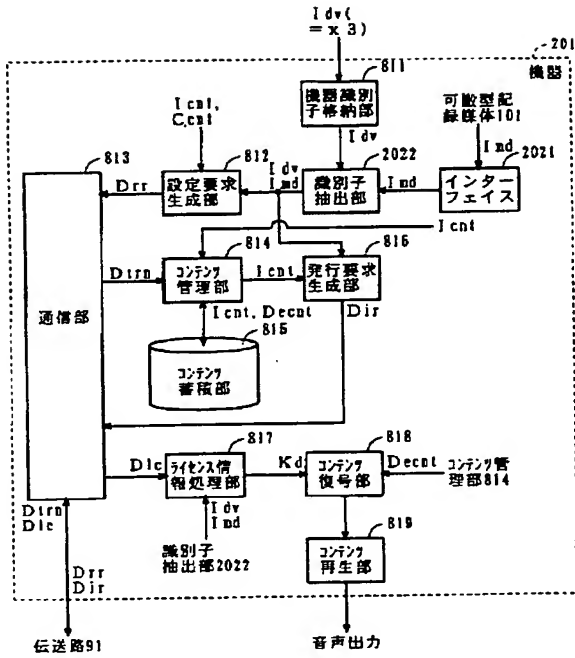 Idv(
=x3)
201
機器
811
機器識別
子格納部
可搬型記
録媒体101
Icnt,
Ccnt
Idv
Imd
813
812
2022
2021
Drr
設定要求
生成部
Idv
Imd
識別子
抽出部
Imd
インター
フェイス
Icnt
814
816
Dtrn
コンテンツ
管理部
Icnt
発行要求
生成部
通信部
Icnt, Decnt
Dir
815
コンテンツ
蓄積部
817
818
Dlc
ライセンス情
報処理部
Kd
コンテンツ
復号部
Decnt
コンテンツ管
理部814
Dtrn
Dlc
Idv
Imd
819
Drr
Dir
識別子
抽出部2022
コンテンツ
再生部
伝送路91
音声出力